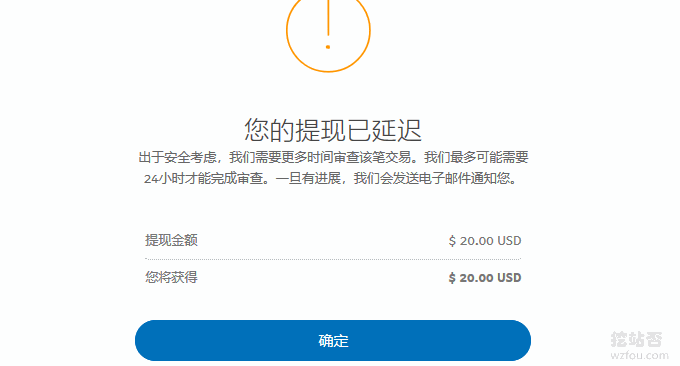 您的提现已延迟
出于安全考虑，我们需要更多时间审查该笔交易。我们最多可能需要
24小时才能完成审查。一旦有进展，我们会发送电子邮件通知您。
提现金额 $ 20.00 USD
您将获得 $ 20.00 USD
确定
挖站否
wzfou.com